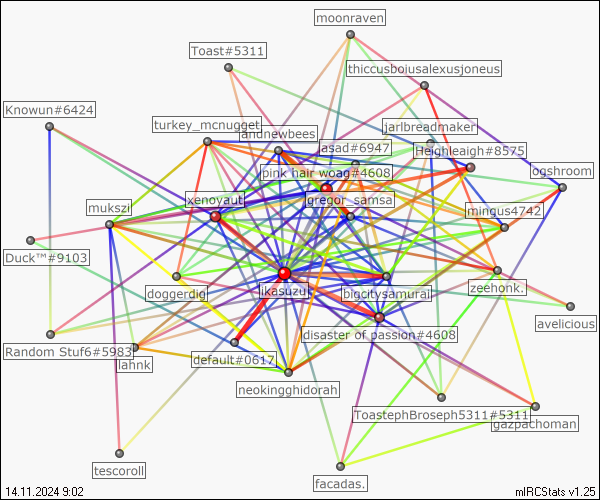 moonraven
Toast#5311
thiccusbojusalexusjoneus
Knowun#6424
turkey_mcnugget
andnewbees
jarlbreadmaker
asad#6947
Heighleaigh#8575
pink hair woag#4608
ogshroom
xenoyaut
gregor_samsa
mukszi
mingus4742
Duck™#9103
doggerdig
ikasuzu
bigcitysamurai
zeehonk.
avelicious
disaster of passion#4608
Random Stuf6#5983
lahnk
default#0617
neokingghidorah
ToastephBroseph5311#5311
gazpachoman
tescoroll
facadas.
14.11.2024 9:02
mIRCStats v1.25